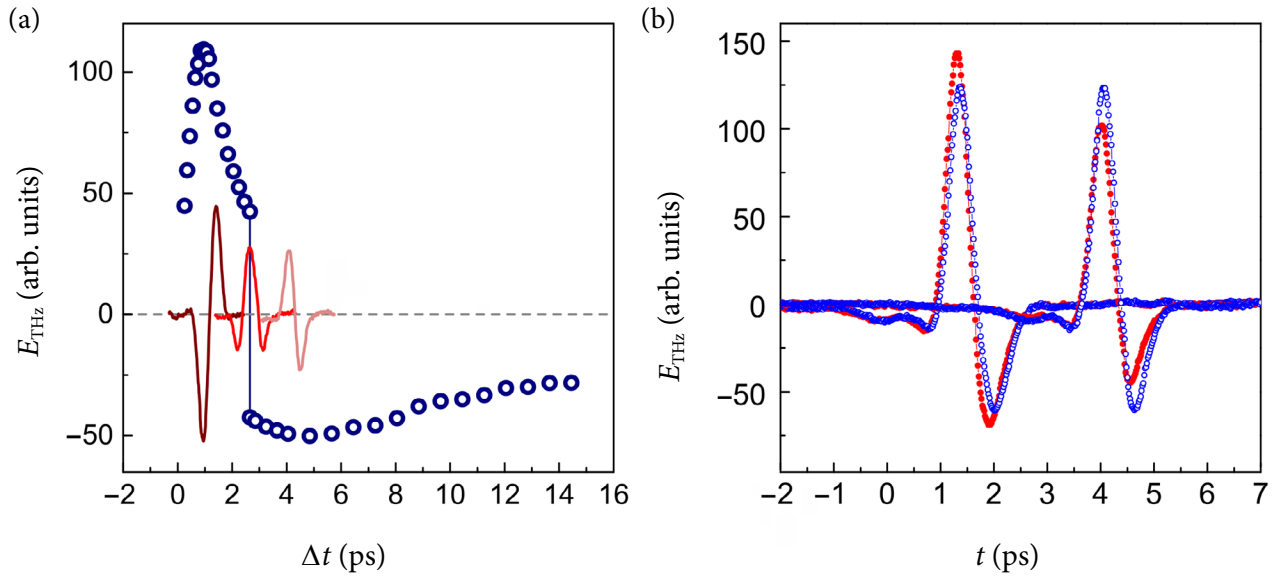 (a)
100
50
0
−50
E_THz (arb. units)
−2 0 2 4 6 8 10 12 14 16
Δt (ps)
(b)
150
100
50
0
−50
E_THz (arb. units)
−2 −1 0 1 2 3 4 5 6 7
t (ps)